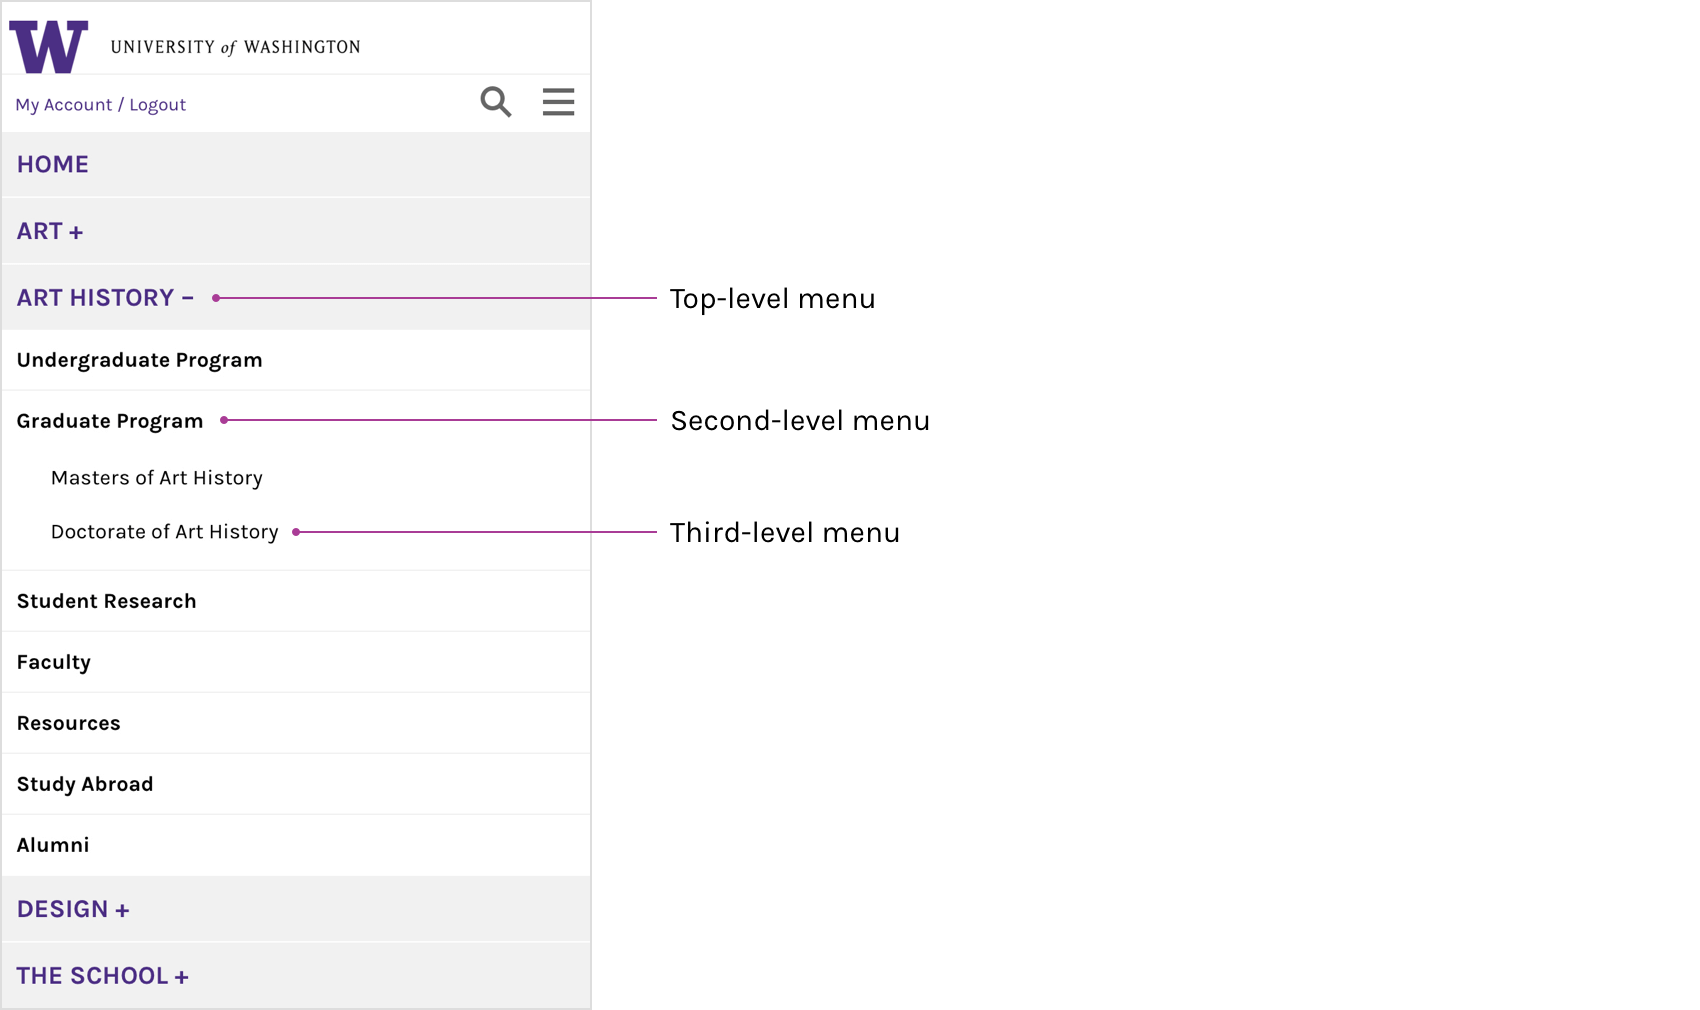 W
UNIVERSITY of WASHINGTON
My Account / Logout
HOME
ART +
ART HISTORY –
Top-level menu
Undergraduate Program
Graduate Program
Second-level menu
Masters of Art History
Doctorate of Art History
Third-level menu
Student Research
Faculty
Resources
Study Abroad
Alumni
DESIGN +
THE SCHOOL +